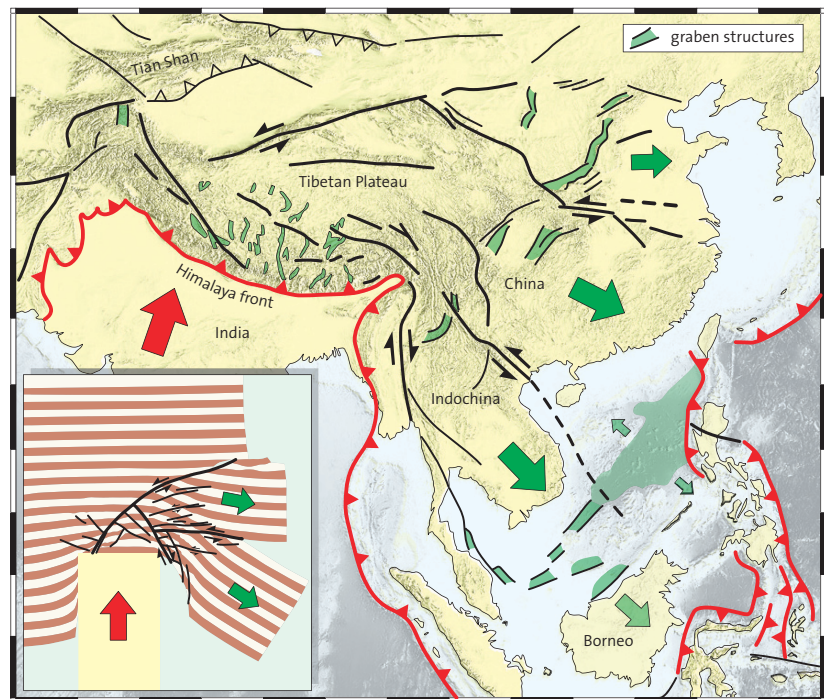 graben structures
Tian Shan
Tibetan Plateau
Himalaya front
China
India
Indochina
Borneo